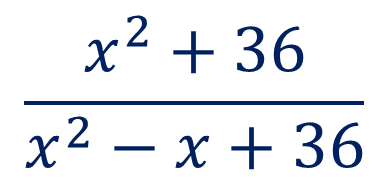 x² + 36
x² − x + 36